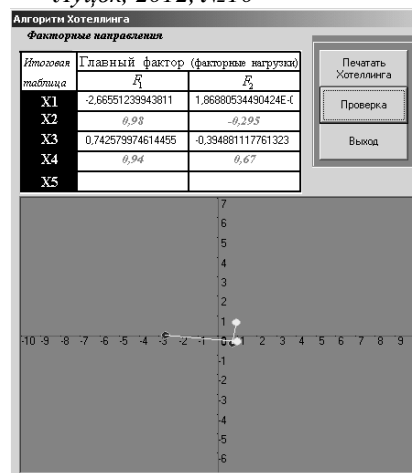 Луцьк, 2012, №10
Алгоритм Хотеллинга
Факторные направления
Итоговая таблица Главный фактор (факторные нагрузки)
F1 F2
X1 -2,66551239943811 1,86880534490424E-(
X2 0,98 -0,295
X3 0,742579974614455 -0,394881117761323
X4 0,94 0,67
X5
Печатать Хотеллинга
Проверка
Выход
7
6
5
4
3
2
1
-10 -9 -8 -7 -6 -5 -4 -3 -2 -1 0 2 3 4 5 6 7 8 9
-1
-2
-3
-4
-5
-6